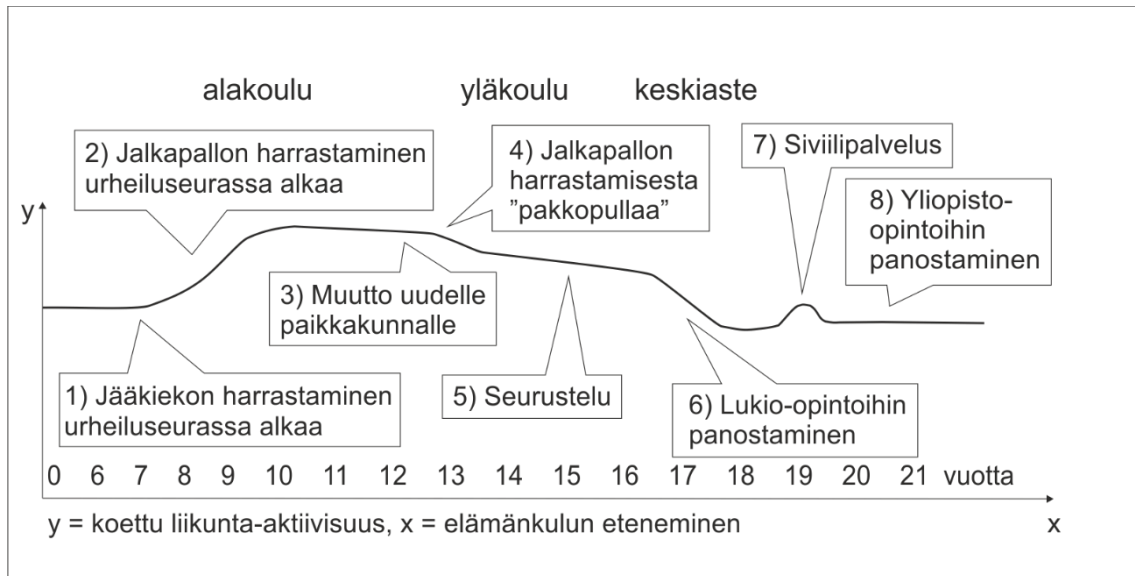 alakoulu yläkoulu keskiaste
2) Jalkapallon harrastaminen
urheiluseurassa alkaa
4) Jalkapallon
harrastamisesta
”pakkopullaa”
7) Siviilipalvelus
8) Yliopisto-
opintoihin
panostaminen
y
3) Muutto uudelle
paikkakunnalle
1) Jääkiekon harrastaminen
urheiluseurassa alkaa
5) Seurustelu
6) Lukio-opintoihin
panostaminen
0 6 7 8 9 10 11 12 13 14 15 16 17 18 19 20 21 vuotta
y = koettu liikunta-aktiivisuus, x = elämänkulun eteneminen
x